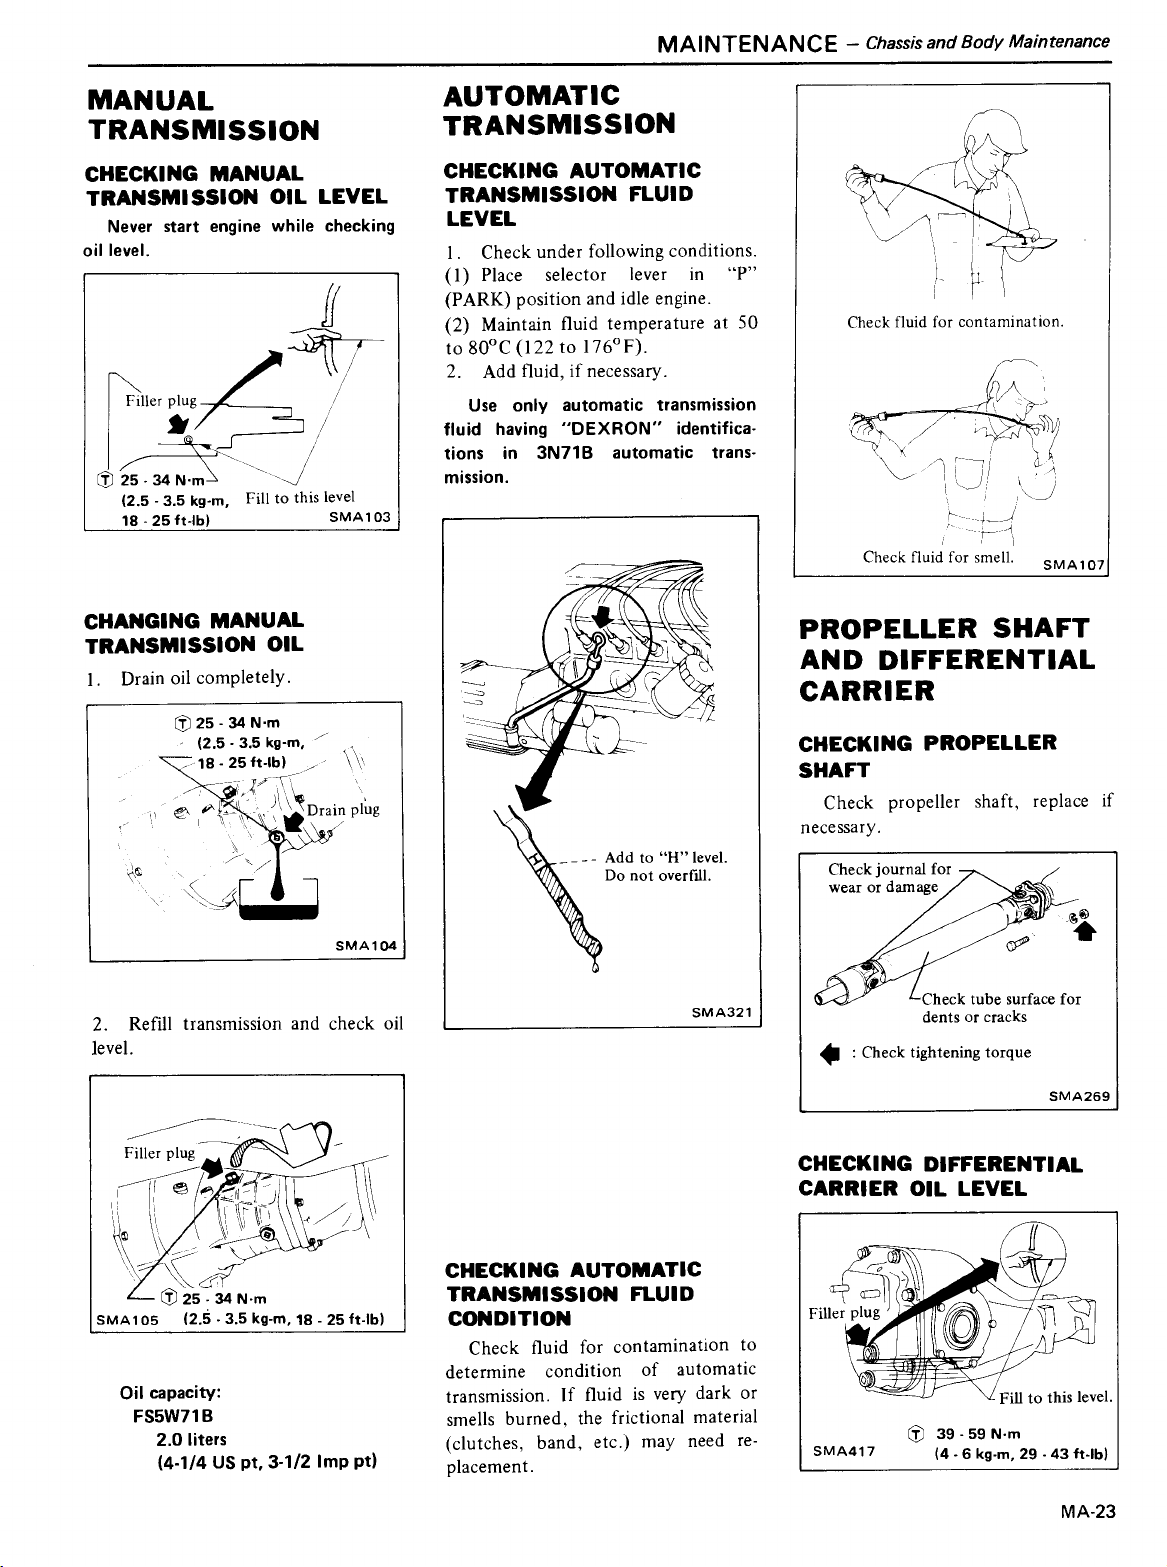 MAINTENANCE – Chassis and Body Maintenance
MANUAL
TRANSMISSION
CHECKING MANUAL
TRANSMISSION OIL LEVEL
Never start engine while checking
oil level.
Filler plug
Ⓣ 25 - 34 N·m
(2.5 - 3.5 kg-m,
18 - 25 ft-lb)
Fill to this level
SMA103
CHANGING MANUAL
TRANSMISSION OIL
1. Drain oil completely.
Ⓣ 25 - 34 N·m
(2.5 - 3.5 kg-m,
18 - 25 ft-lb)
Drain plug
SMA104
2. Refill transmission and check oil
level.
Filler plug
Ⓣ 25 - 34 N·m
SMA105 (2.5 - 3.5 kg-m, 18 - 25 ft-lb)
Oil capacity:
FS5W71B
2.0 liters
(4-1/4 US pt, 3-1/2 Imp pt)
AUTOMATIC
TRANSMISSION
CHECKING AUTOMATIC
TRANSMISSION FLUID
LEVEL
1. Check under following conditions.
(1) Place selector lever in “P”
(PARK) position and idle engine.
(2) Maintain fluid temperature at 50
to 80°C (122 to 176°F).
2. Add fluid, if necessary.
Use only automatic transmission
fluid having “DEXRON” identifica-
tions in 3N71B automatic trans-
mission.
H
Add to “H” level.
Do not overfill.
SMA321
CHECKING AUTOMATIC
TRANSMISSION FLUID
CONDITION
Check fluid for contamination to
determine condition of automatic
transmission. If fluid is very dark or
smells burned, the frictional material
(clutches, band, etc.) may need re-
placement.
Check fluid for contamination.
Check fluid for smell.
SMA107
PROPELLER SHAFT
AND DIFFERENTIAL
CARRIER
CHECKING PROPELLER
SHAFT
Check propeller shaft, replace if
necessary.
Check journal for
wear or damage
Check tube surface for
dents or cracks
: Check tightening torque
SMA269
CHECKING DIFFERENTIAL
CARRIER OIL LEVEL
Filler plug
Fill to this level.
Ⓣ 39 - 59 N·m
SMA417 (4 - 6 kg-m, 29 - 43 ft-lb)
MA-23